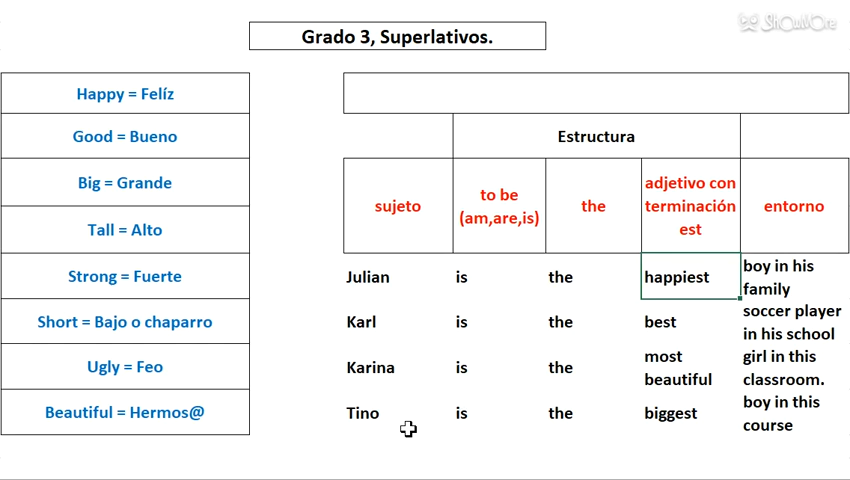 ShowMore
Grado 3, Superlativos.
Happy = Felíz
Good = Bueno
Big = Grande
Tall = Alto
Strong = Fuerte
Short = Bajo o chaparro
Ugly = Feo
Beautiful = Hermos@
Estructura
sujeto
to be
(am,are,is)
the
adjetivo con
terminación
est
entorno
Julian
is
the
happiest
boy in his
family
Karl
is
the
best
soccer player
in his school
Karina
is
the
most
beautiful
girl in this
classroom.
Tino
is
the
biggest
boy in this
course